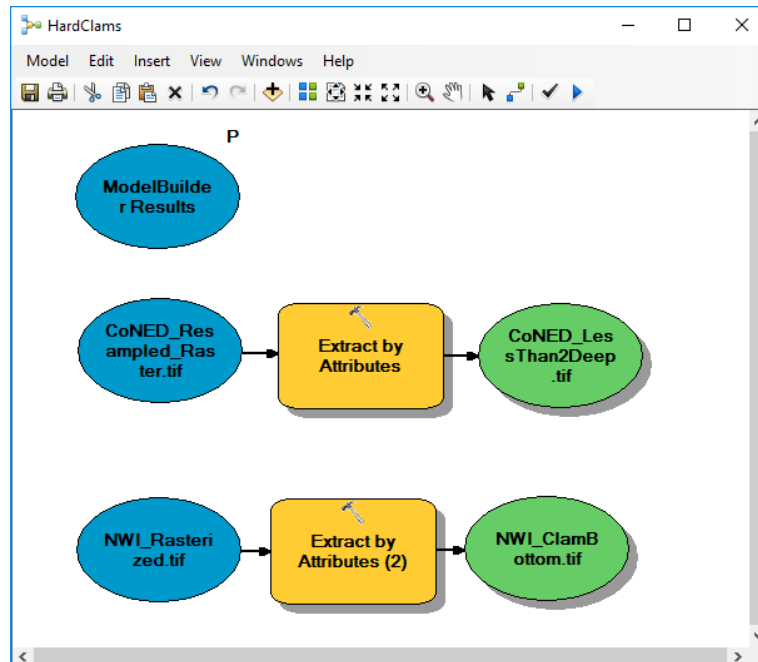 HardClams
Model Edit Insert View Windows Help
P
ModelBuilde
r Results
CoNED_Res
ampled_Ras
ter.tif
Extract by
Attributes
CoNED_Les
sThan2Deep
.tif
NWI_Rasteri
zed.tif
Extract by
Attributes (2)
NWI_ClamB
ottom.tif